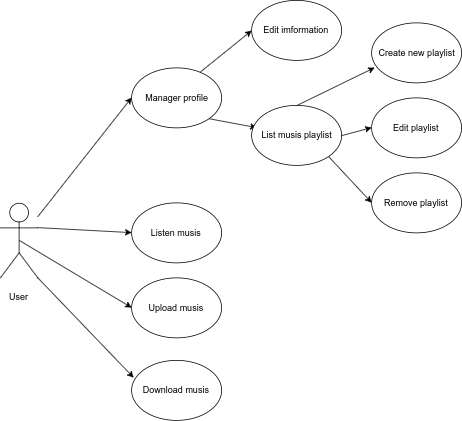 Edit imformation
Create new playlist
Manager profile
List musis playlist
Edit playlist
Remove playlist
Listen musis
User
Upload musis
Download musis